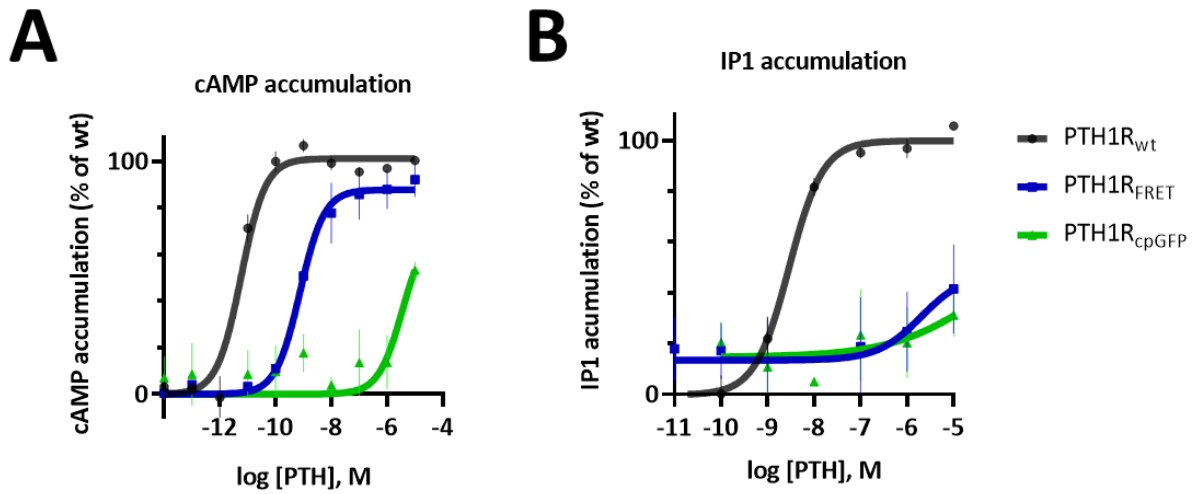 A
cAMP accumulation
cAMP accumulation (% of wt)
100
0
-12
-10
-8
-6
-4
log [PTH], M
B
IP1 accumulation
IP1 accumulation (% of wt)
100
0
-11
-10
-9
-8
-7
-6
-5
log [PTH], M
PTH1Rwt
PTH1RFRET
PTH1RcpGFP